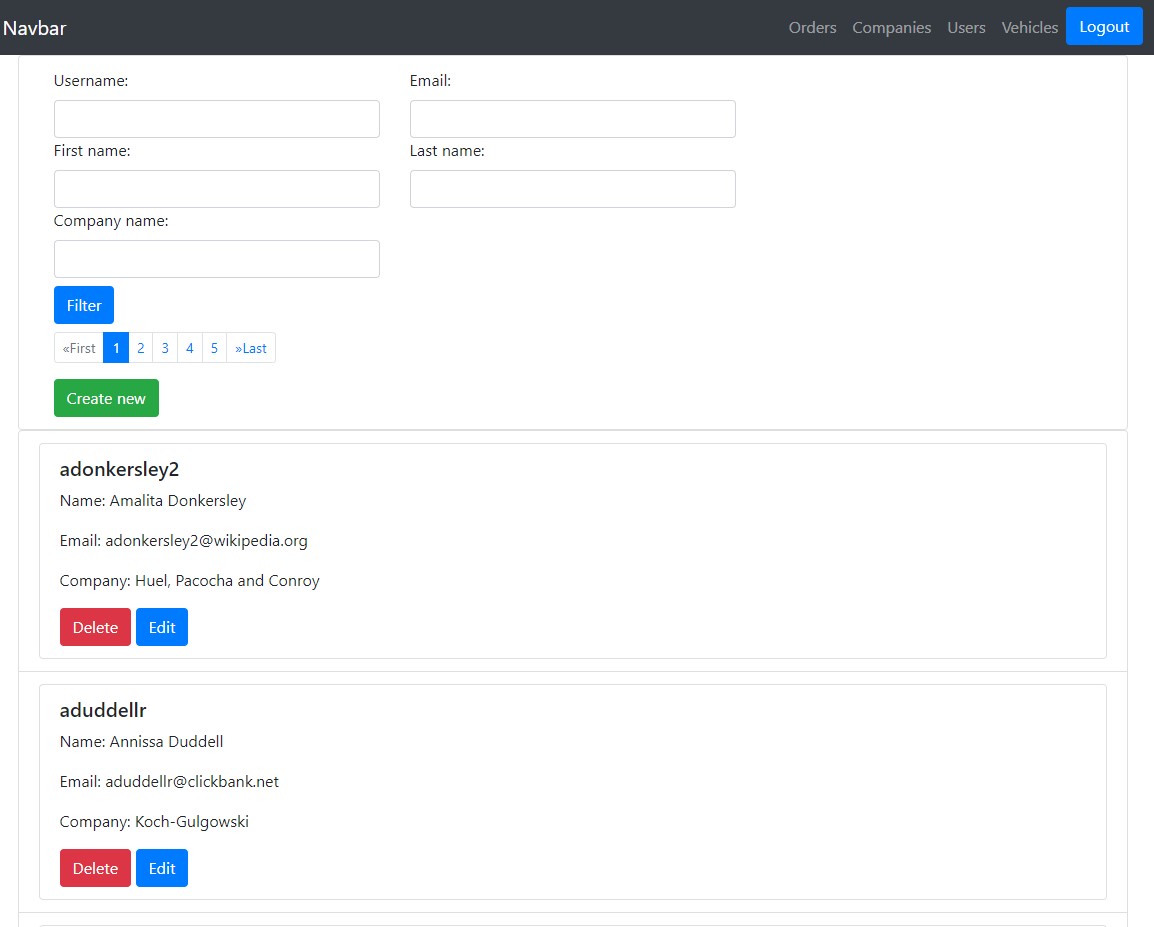 Navbar Orders Companies Users Vehicles Logout
Username: Email:
First name: Last name:
Company name:
Filter
«First 1 2 3 4 5 »Last
Create new
adonkersley2
Name: Amalita Donkersley
Email: adonkersley2@wikipedia.org
Company: Huel, Pacocha and Conroy
Delete Edit
aduddellr
Name: Annissa Duddell
Email: aduddellr@clickbank.net
Company: Koch-Gulgowski
Delete Edit